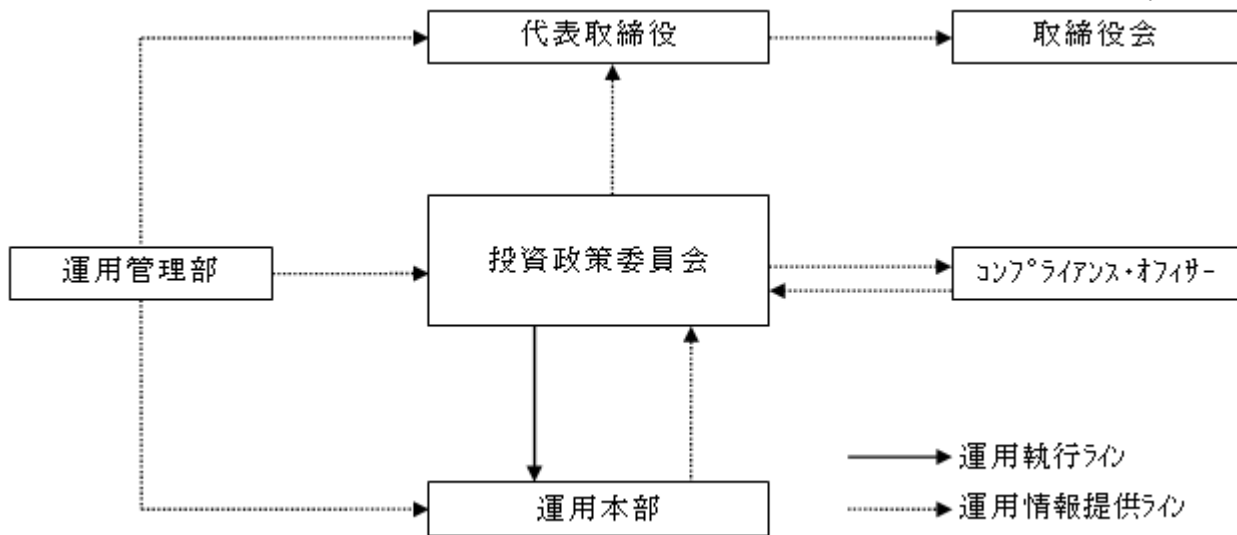 代表取締役
取締役会
投資政策委員会
運用管理部
ｺﾝﾌﾟﾗｲｱﾝｽ･ｵﾌｨｻｰ
運用執行ﾗｲﾝ
運用本部
運用情報提供ﾗｲﾝ